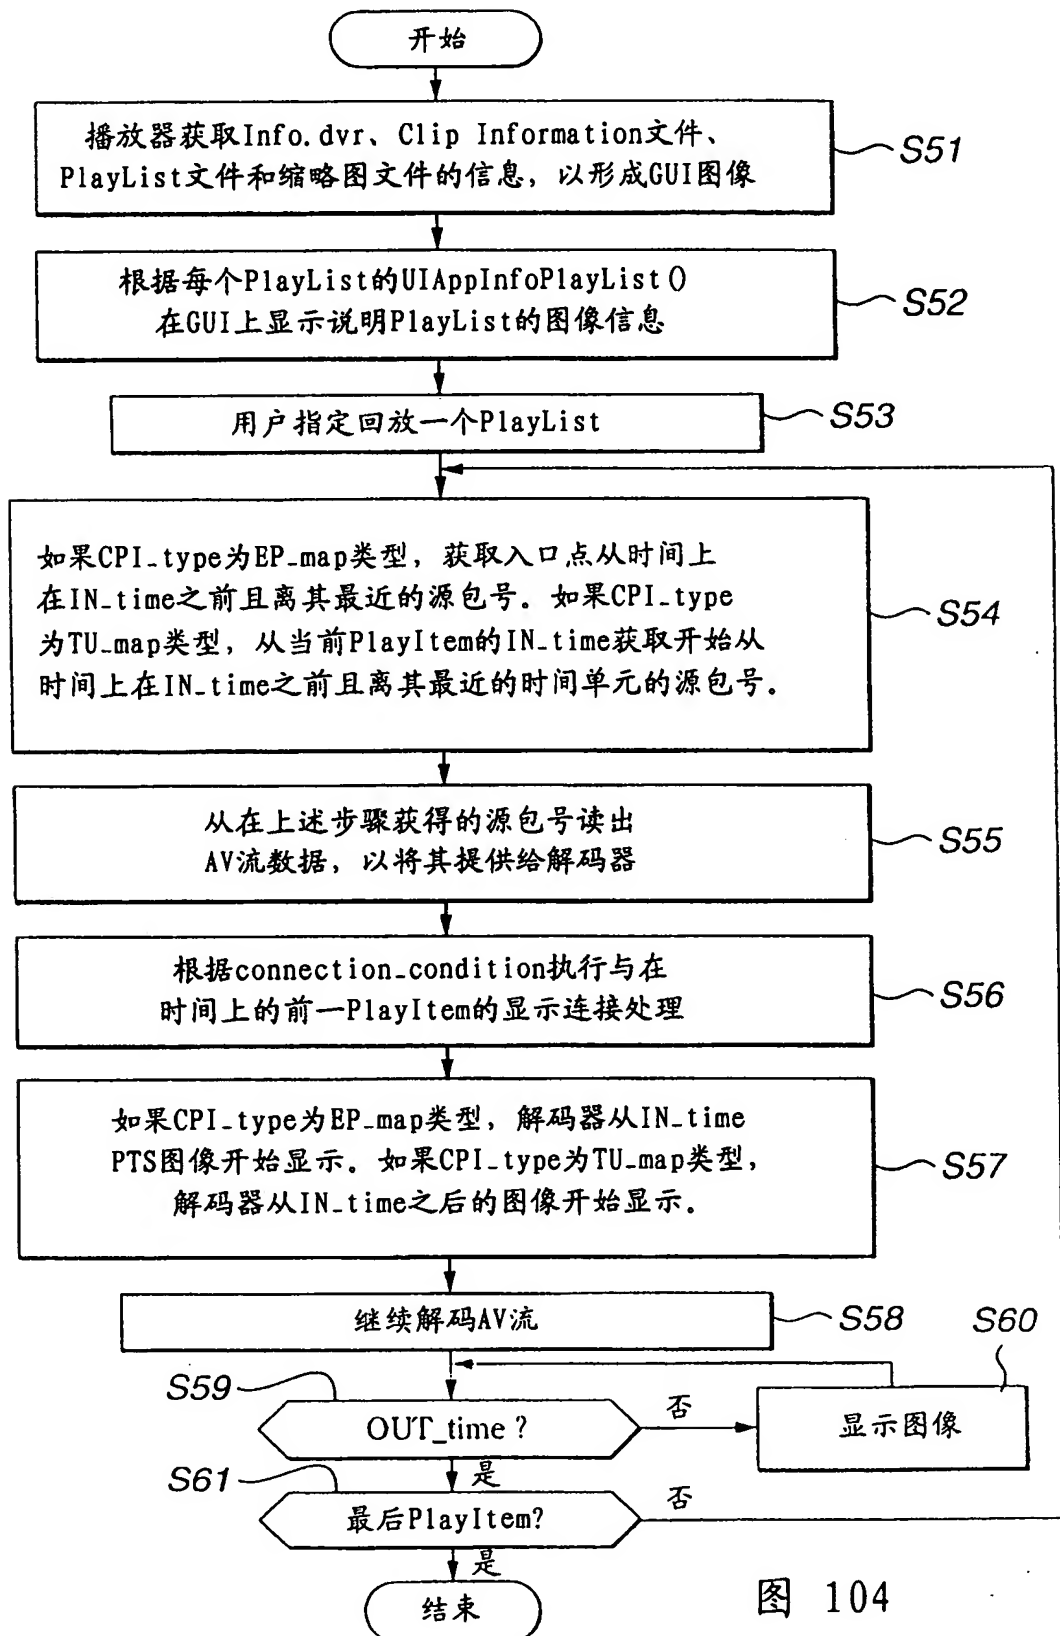 开始
播放器获取Info.dvr、Clip Information文件、
PlayList文件和缩略图文件的信息，以形成GUI图像
S51
根据每个PlayList的UIAppInfoPlayList()
在GUI上显示说明PlayList的图像信息
S52
用户指定回放一个PlayList
S53
如果CPI_type为EP_map类型，获取入口点从时间上
在IN_time之前且离其最近的源包号。如果CPI_type
为TU_map类型，从当前PlayItem的IN_time获取开始从
时间上在IN_time之前且离其最近的时间单元的源包号。
S54
从在上述步骤获得的源包号读出
AV流数据，以将其提供给解码器
S55
根据connection_condition执行与在
时间上的前一PlayItem的显示连接处理
S56
如果CPI_type为EP_map类型，解码器从IN_time
PTS图像开始显示。如果CPI_type为TU_map类型，
解码器从IN_time之后的图像开始显示。
S57
继续解码AV流
S58
S60
S59
OUT_time？
否
显示图像
是
S61
最后PlayItem?
否
是
结束
图 104